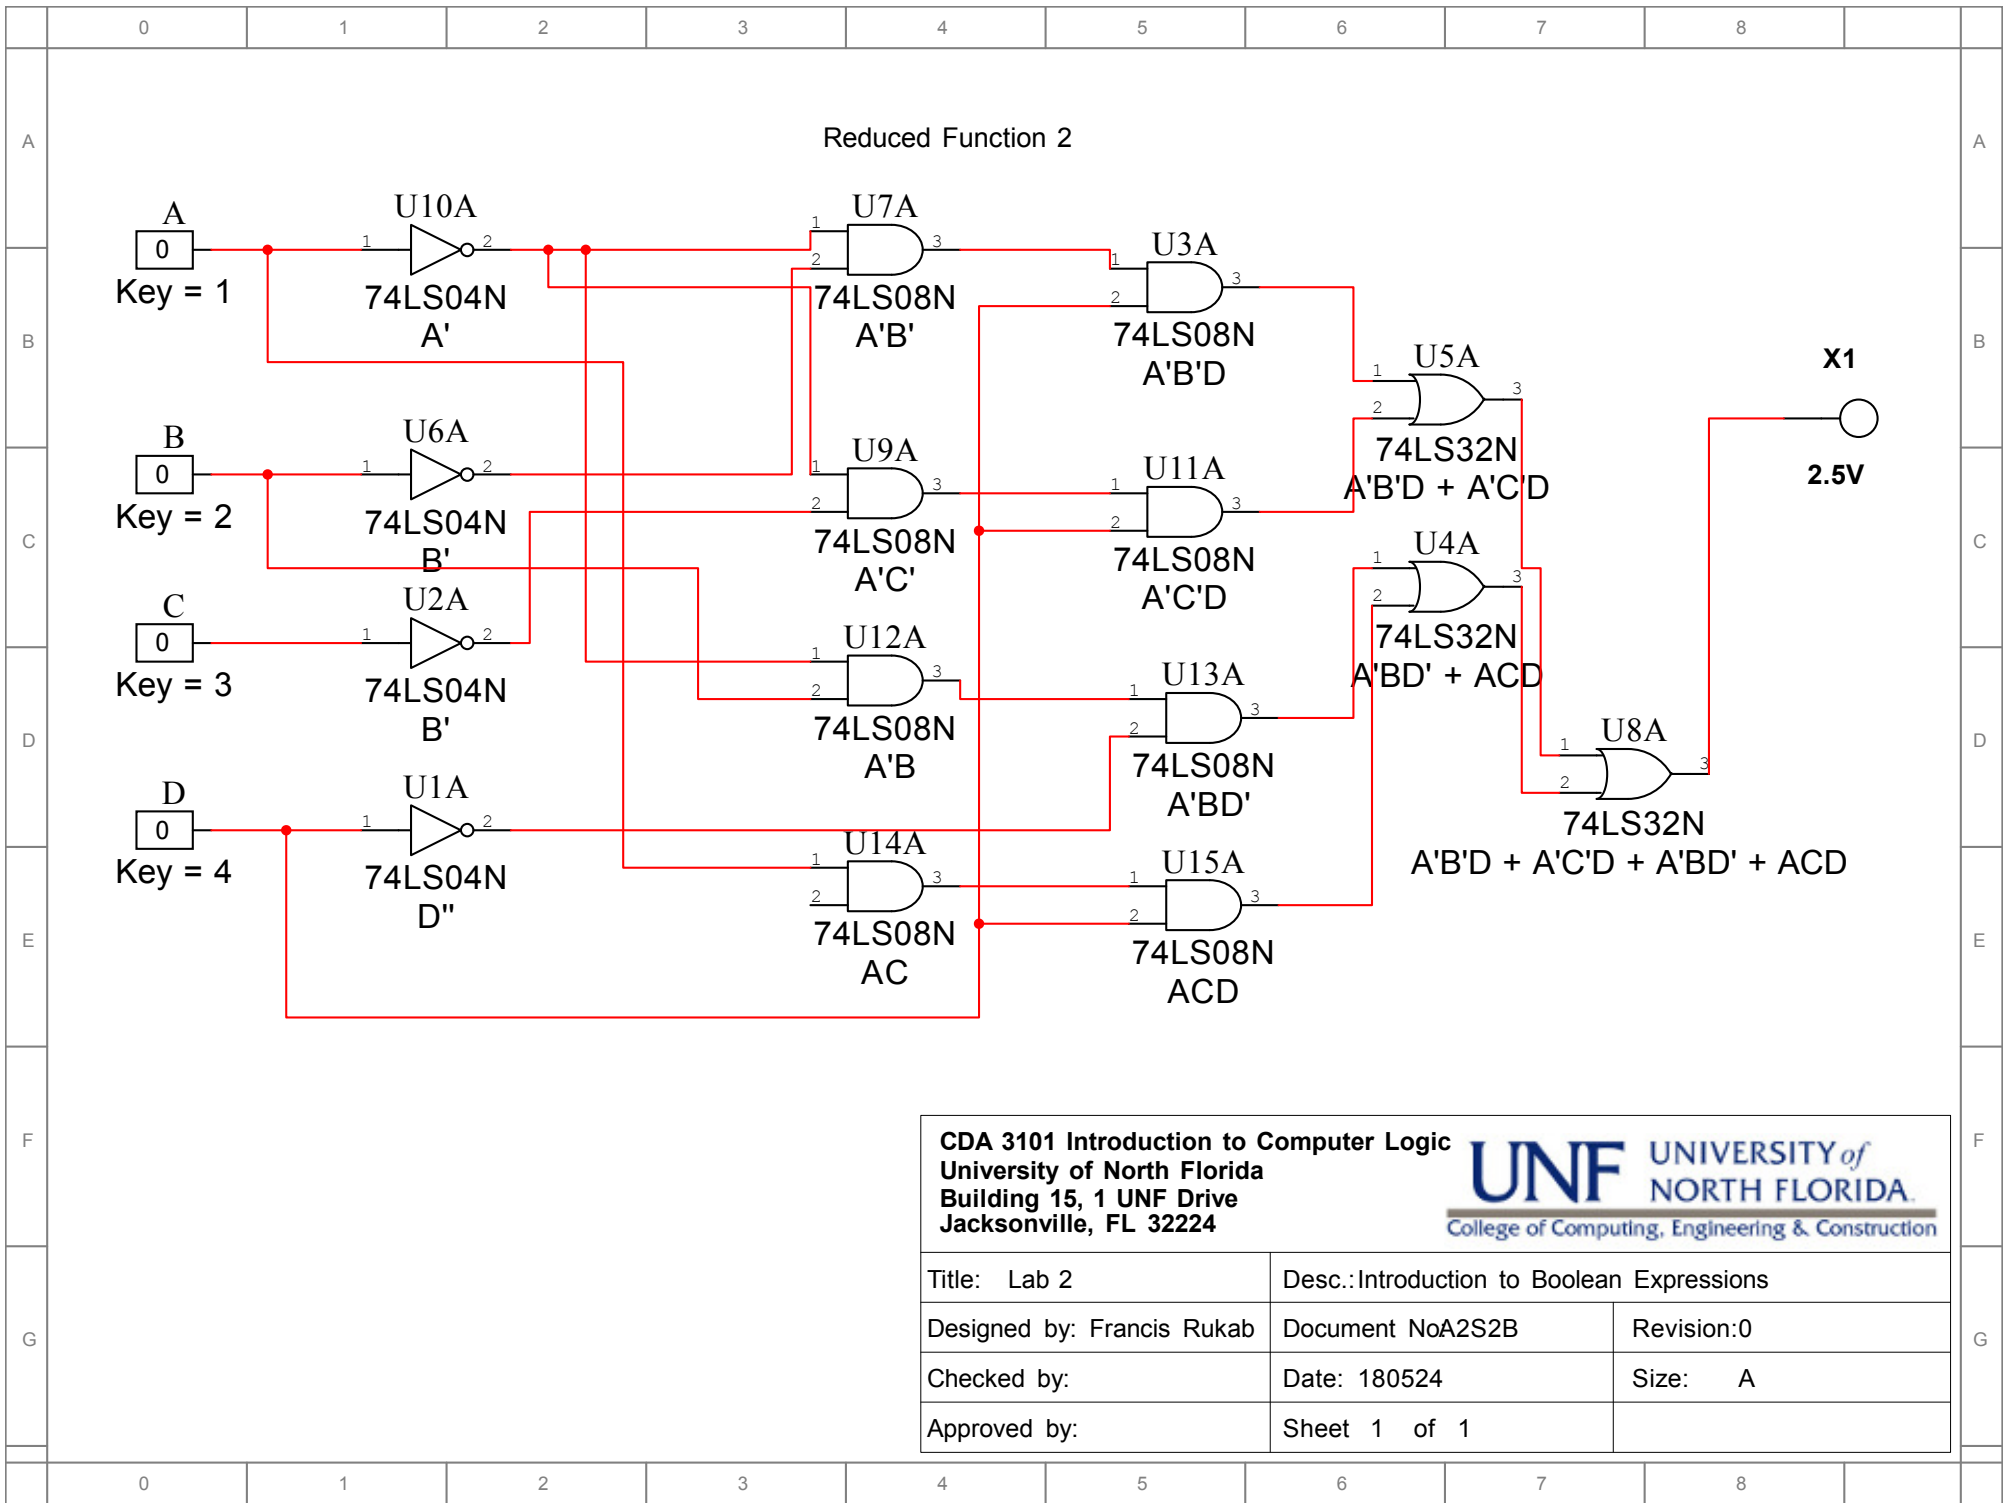 0 1 2 3 4 5 6 7 8
A A
Reduced Function 2
A
0
Key = 1
1 U10A 2
74LS04N
A'
1 U7A 3
2
74LS08N
A'B'
1 U3A 3
2
74LS08N
A'B'D
B B
B
0
Key = 2
1 U6A 2
74LS04N
B'
1 U9A 3
2
74LS08N
A'C'
1 U11A 3
2
74LS08N
A'C'D
1 U5A 3
2
74LS32N
A'B'D + A'C'D
X1
2.5V
C C
C
0
Key = 3
1 U2A 2
74LS04N
B'
1 U12A 3
2
74LS08N
A'B
1 U13A 3
2
74LS08N
A'BD'
1 U4A 3
2
74LS32N
A'BD' + ACD
D D
D
0
Key = 4
1 U1A 2
74LS04N
D''
1 U14A 3
2
74LS08N
AC
1 U15A 3
2
74LS08N
ACD
1 U8A 3
2
74LS32N
A'B'D + A'C'D + A'BD' + ACD
E E
F F
CDA 3101 Introduction to Computer Logic
University of North Florida
Building 15, 1 UNF Drive
Jacksonville, FL 32224
UNF UNIVERSITY of
NORTH FLORIDA.
College of Computing, Engineering & Construction
Title: Lab 2 Desc.:Introduction to Boolean Expressions
G G
Designed by: Francis Rukab Document No:A2S2B Revision:0
Checked by: Date: 180524 Size: A
Approved by: Sheet 1 of 1
0 1 2 3 4 5 6 7 8